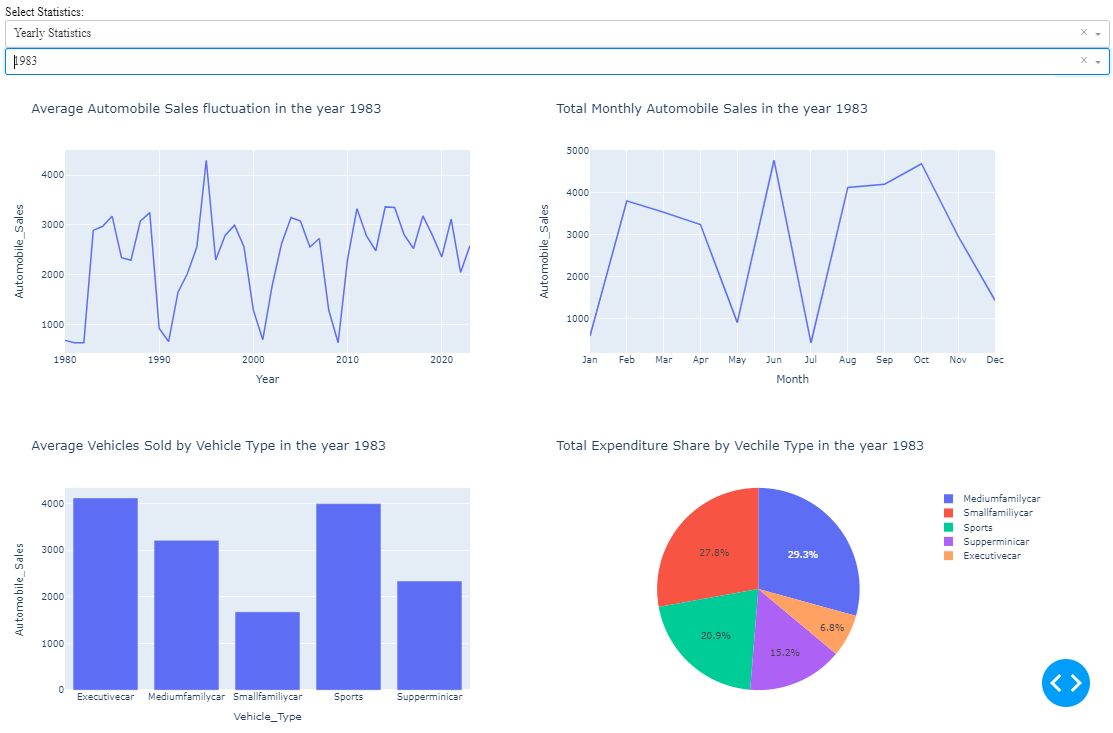 Select Statistics:
Yearly Statistics
1983
Average Automobile Sales fluctuation in the year 1983
Automobile_Sales
4000
3000
2000
1000
1980 1990 2000 2010 2020
Year
Total Monthly Automobile Sales in the year 1983
Automobile_Sales
5000
4000
3000
2000
1000
Jan Feb Mar Apr May Jun Jul Aug Sep Oct Nov Dec
Month
Average Vehicles Sold by Vehicle Type in the year 1983
Automobile_Sales
4000
3000
2000
1000
0
Executivecar Mediumfamilycar Smallfamiliycar Sports Supperminicar
Vehicle_Type
Total Expenditure Share by Vechile Type in the year 1983
29.3%
27.8%
20.9%
15.2%
6.8%
Mediumfamilycar
Smallfamiliycar
Sports
Supperminicar
Executivecar